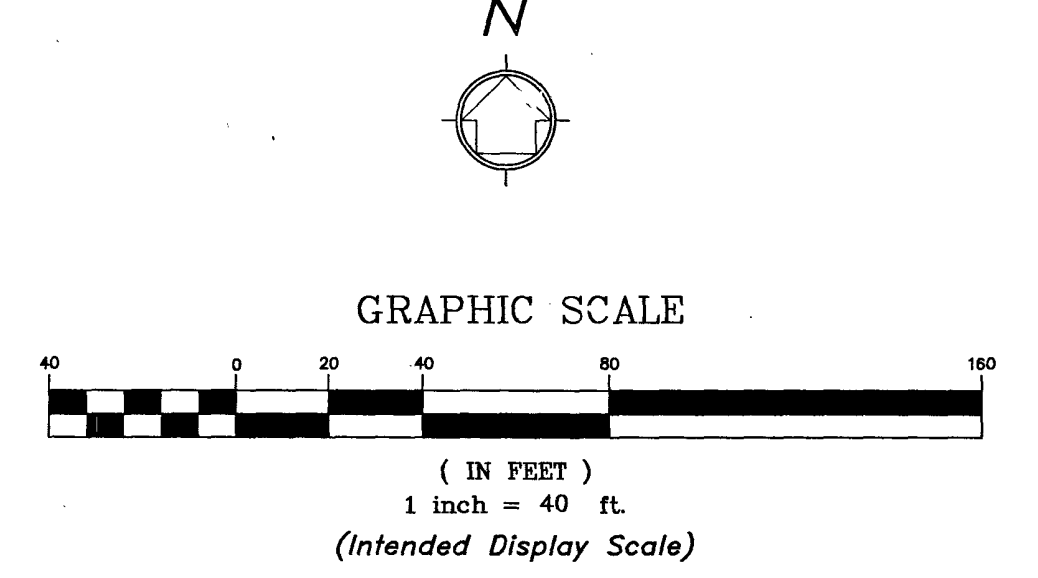 N
GRAPHIC SCALE
40 0 20 40 80 160
( IN FEET )
1 inch = 40 ft.
(Intended Display Scale)